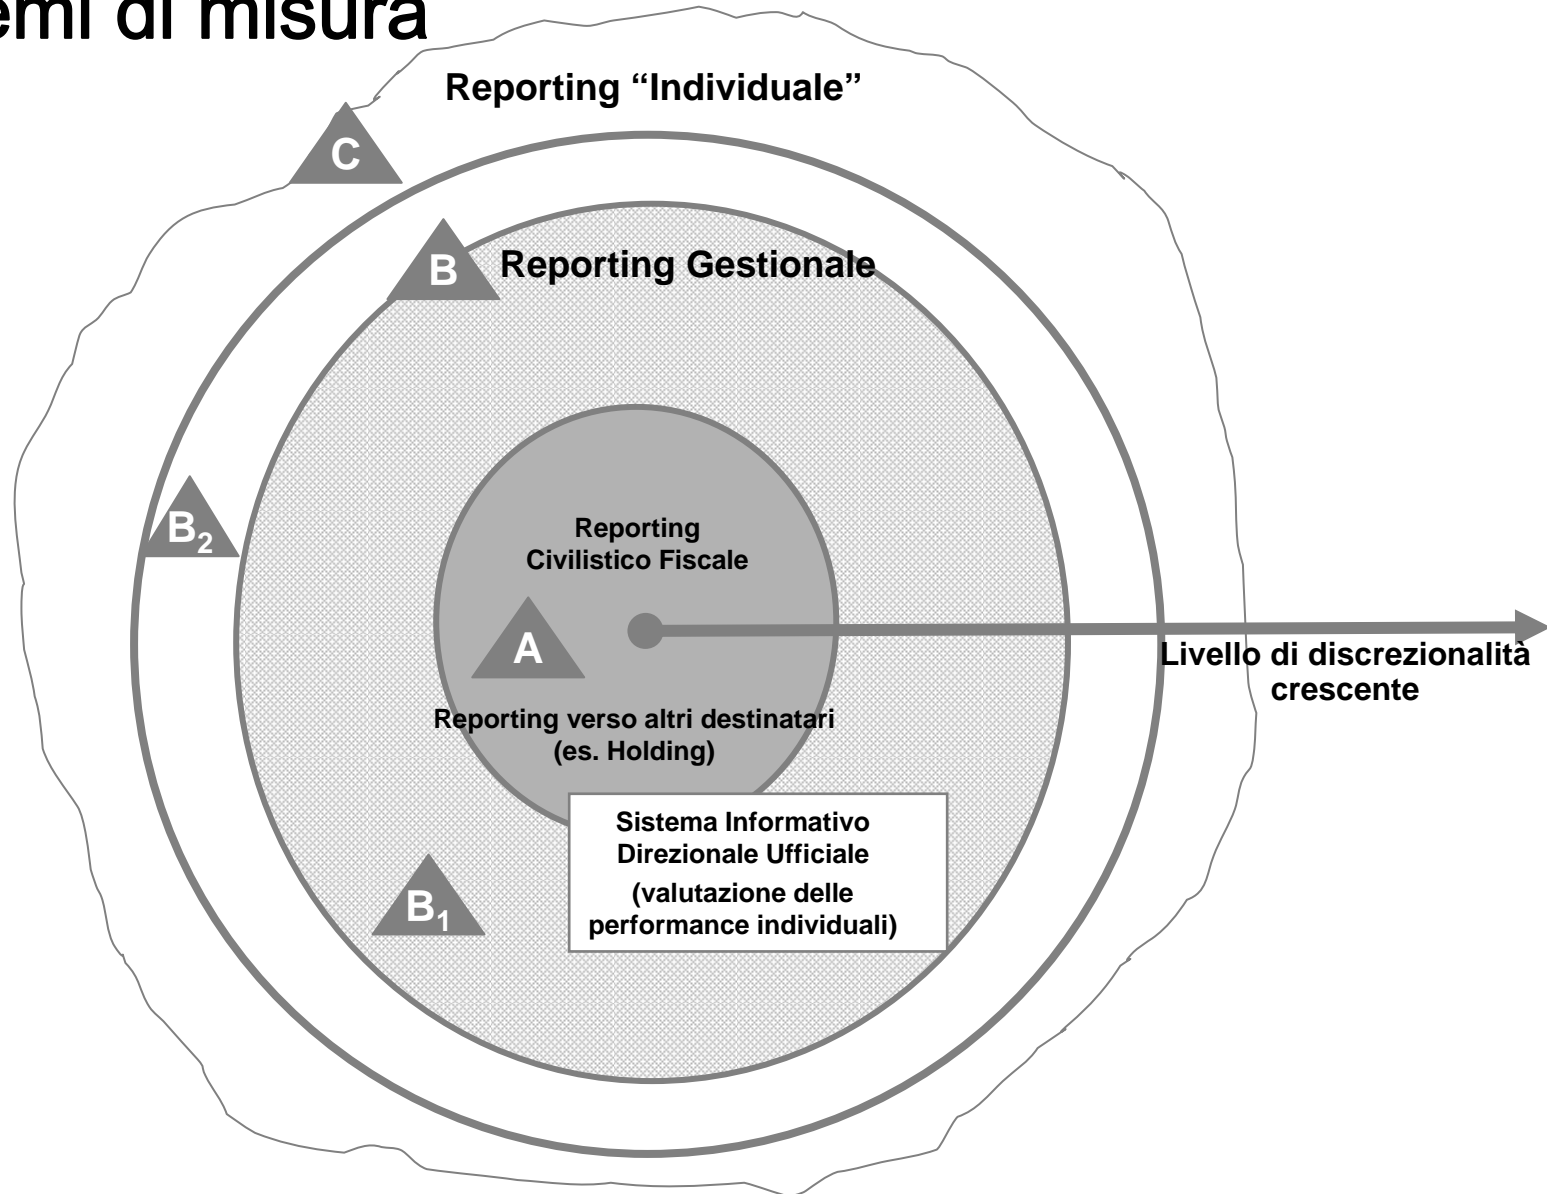 emi di misura
Reporting “Individuale”
C
B
Reporting Gestionale
B2
Reporting
Civilistico Fiscale
A
Livello di discrezionalità
crescente
Reporting verso altri destinatari
(es. Holding)
Sistema Informativo
Direzionale Ufficiale
(valutazione delle
performance individuali)
B1